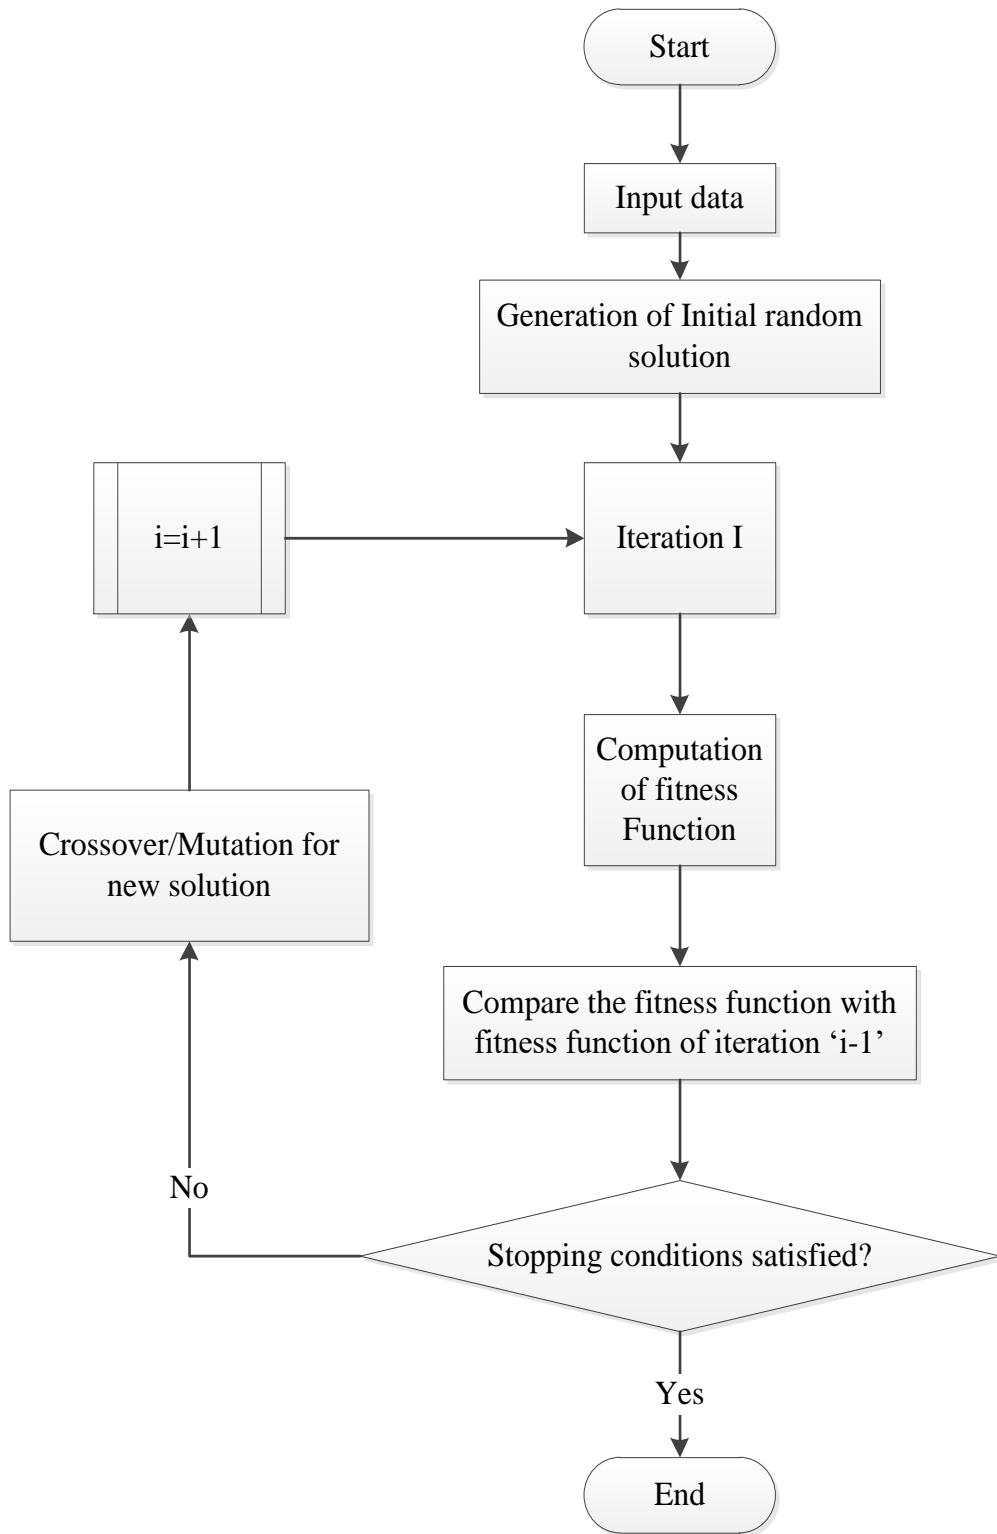 Start
Input data
Generation of Initial random
solution
i=i+1
Iteration I
Computation
of fitness
Function
Crossover/Mutation for
new solution
Compare the fitness function with
fitness function of iteration ‘i-1’
No
Stopping conditions satisfied?
Yes
End